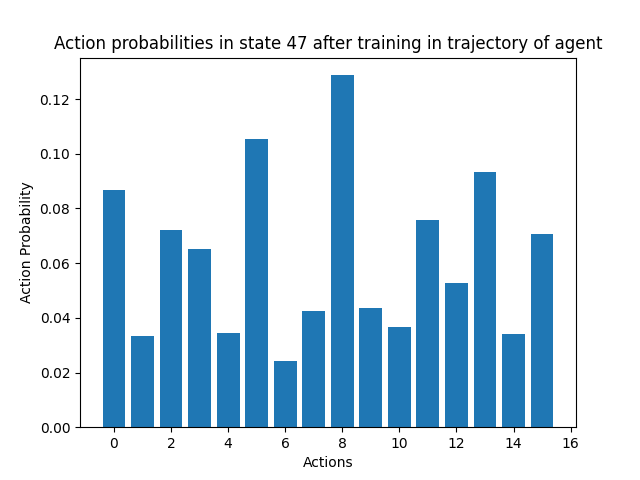 Action probabilities in state 47 after training in trajectory of agent
0.12
0.10
0.08
0.06
0.04
0.02
0.00
Action Probability
0 2 4 6 8 10 12 14 16
Actions